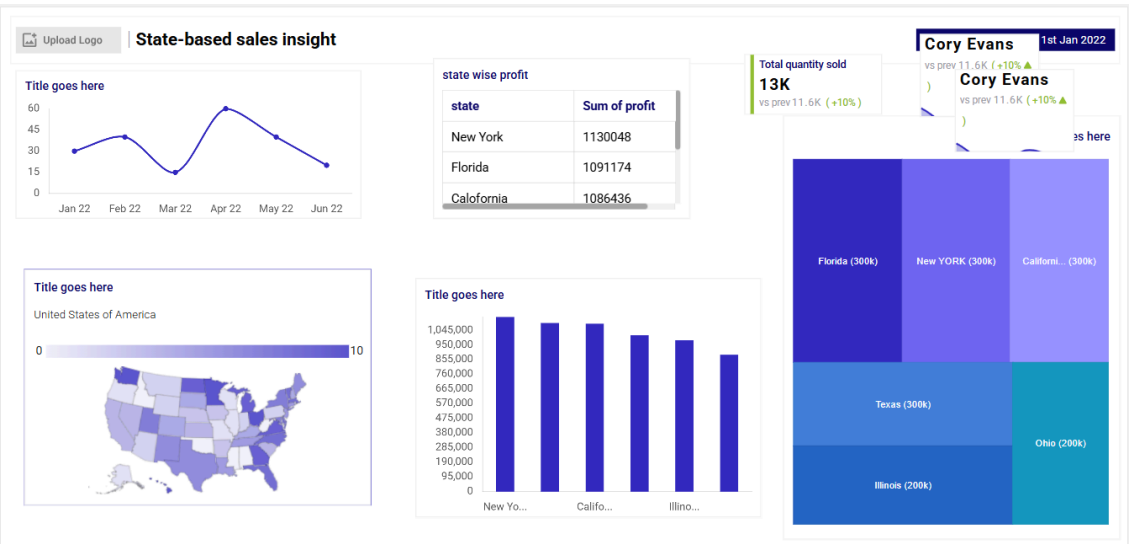 Upload Logo
State-based sales insight
1st Jan 2022
Title goes here
60
45
30
15
0
Jan 22 Feb 22 Mar 22 Apr 22 May 22 Jun 22
state wise profit
state Sum of profit
New York 1130048
Florida 1091174
Calofornia 1086436
Total quantity sold
13K
vs prev 11.6K (+10%)
Cory Evans
vs prev 11.6K (+10%▲
)
Cory Evans
vs prev 11.6K (+10%▲
)
es here
Florida (300k) New YORK (300k) Californi... (300k)
Texas (300k)
Illinois (200k)
Ohio (200k)
Title goes here
United States of America
0 10
Title goes here
1,045,000
950,000
855,000
760,000
665,000
570,000
475,000
380,000
285,000
190,000
95,000
0
New Yo... Califo... Illino...